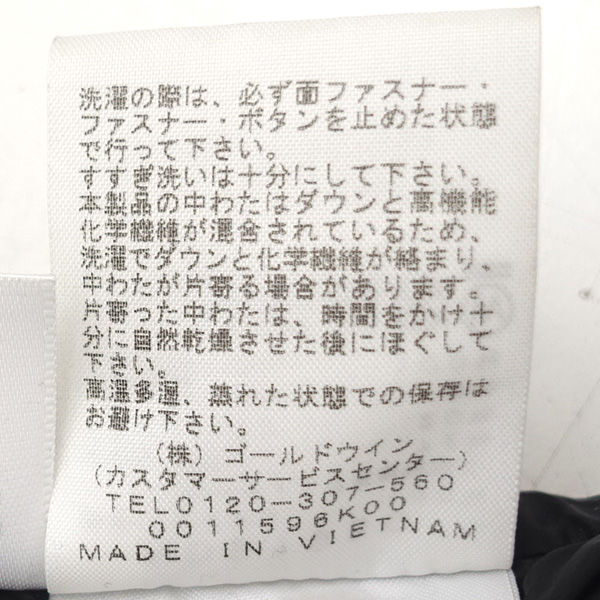 洗濯の際は、必ず面ファスナー・
ファスナー・ボタンを止めた状態
で行って下さい。
すすぎ洗いは十分にして下さい。
本製品の中わたはダウンと高機能
化学繊維が混合されているため、
洗濯でダウンと化学繊維が絡まり、
中わたが片寄る場合があります。
片寄った中わたは、時間をかけ十
分に自然乾燥させた後にほぐして
下さい。
高温多湿、蒸れた状態での保存は
お避け下さい。
(株) ゴールドウイン
(カスタマーサービスセンター)
TEL0120-307-560
0011596K00
MADE IN VIETNAM